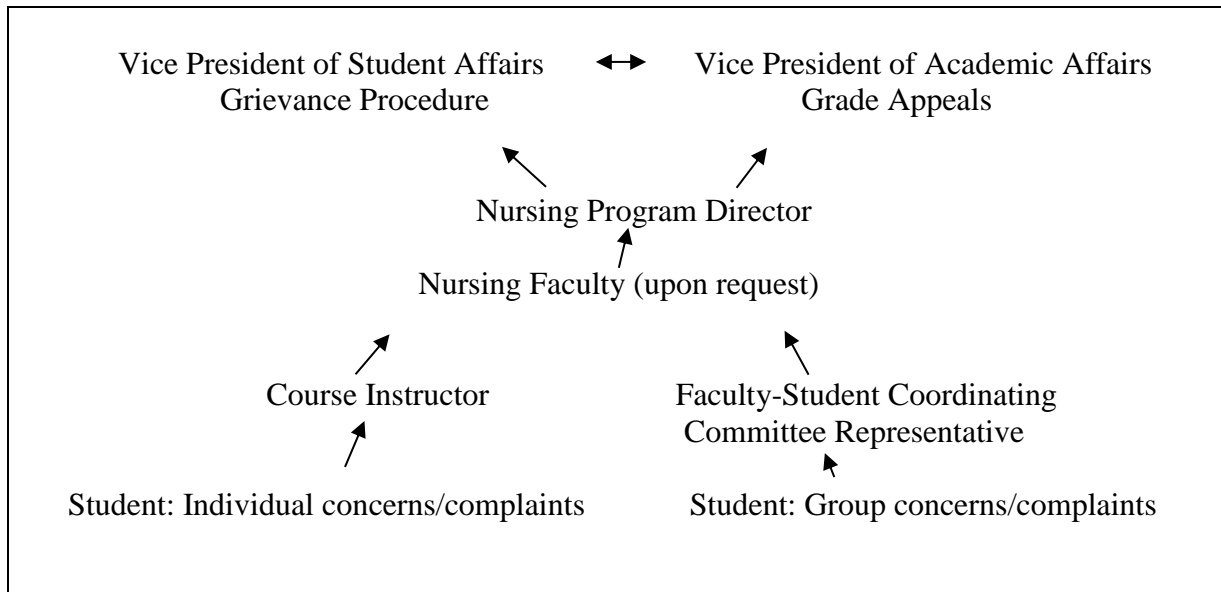 Vice President of Student Affairs
Grievance Procedure
Vice President of Academic Affairs
Grade Appeals
Nursing Program Director
Nursing Faculty (upon request)
Course Instructor
Faculty-Student Coordinating
Committee Representative
Student: Individual concerns/complaints
Student: Group concerns/complaints